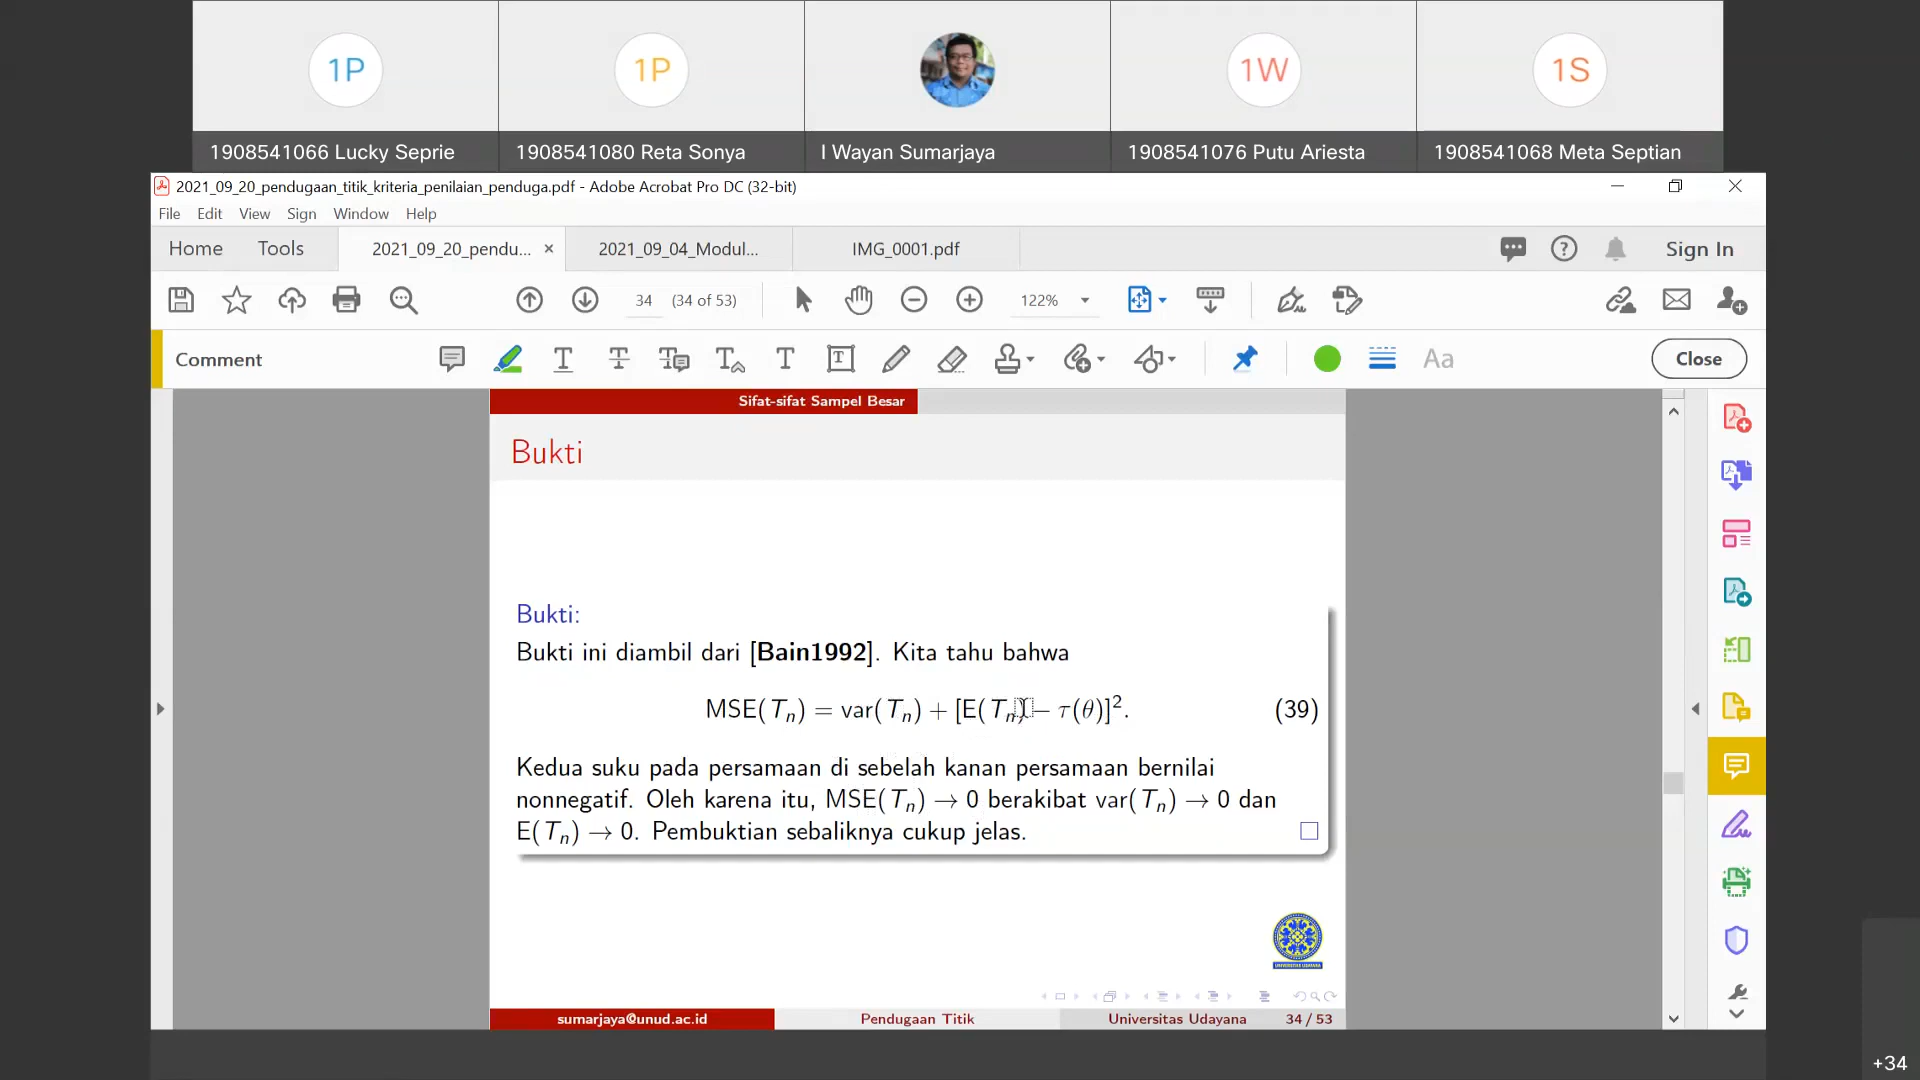 1P
1P
1W
1S
1908541066 Lucky Seprie
1908541080 Reta Sonya
I Wayan Sumarjaya
1908541076 Putu Ariesta
1908541068 Meta Septian
2021_09_20_pendugaan_titik_kriteria_penilaian_penduga.pdf - Adobe Acrobat Pro DC (32-bit)
File Edit View Sign Window Help
Home Tools 2021_09_20_pendu... × 2021_09_04_Modul... IMG_0001.pdf Sign In
34 (34 of 53) 122%
Comment Aa Close
Sifat-sifat Sampel Besar
Bukti
Bukti:
Bukti ini diambil dari [Bain1992]. Kita tahu bahwa
MSE(Tₙ) = var(Tₙ) + [E(Tₙ) − τ(θ)]². (39)
Kedua suku pada persamaan di sebelah kanan persamaan bernilai
nonnegatif. Oleh karena itu, MSE(Tₙ) → 0 berakibat var(Tₙ) → 0 dan
E(Tₙ) → 0. Pembuktian sebaliknya cukup jelas. □
UNIVERSITAS UDAYANA
sumarjaya@unud.ac.id Pendugaan Titik Universitas Udayana 34 / 53
+34